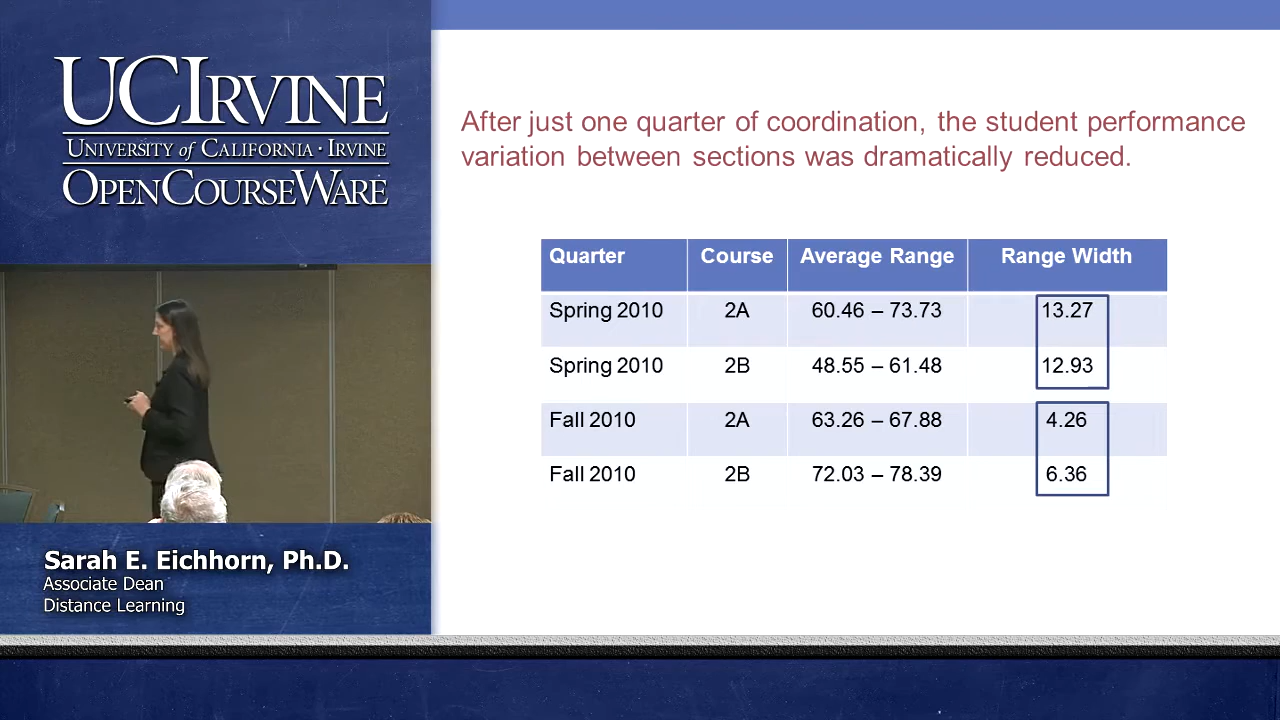 UCIRVINE
UNIVERSITY of CALIFORNIA · IRVINE
OPENCOURSEWARE
After just one quarter of coordination, the student performance
variation between sections was dramatically reduced.
Quarter Course Average Range Range Width
Spring 2010 2A 60.46 – 73.73 13.27
Spring 2010 2B 48.55 – 61.48 12.93
Fall 2010 2A 63.26 – 67.88 4.26
Fall 2010 2B 72.03 – 78.39 6.36
Sarah E. Eichhorn, Ph.D.
Associate Dean
Distance Learning